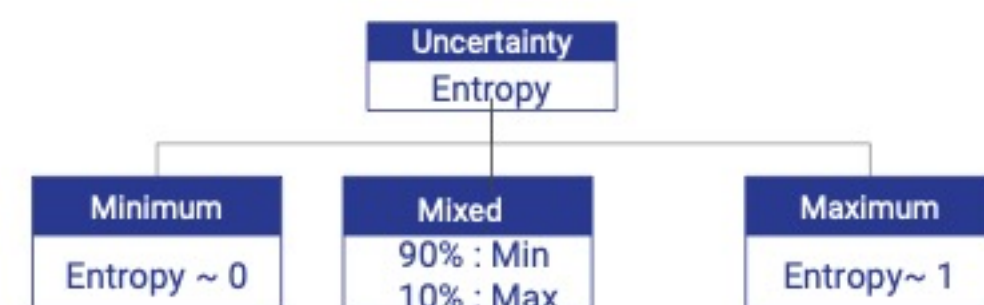 Uncertainty
Entropy
Minimum
Entropy ~ 0
Mixed
90% : Min
10% : Max
Maximum
Entropy~ 1